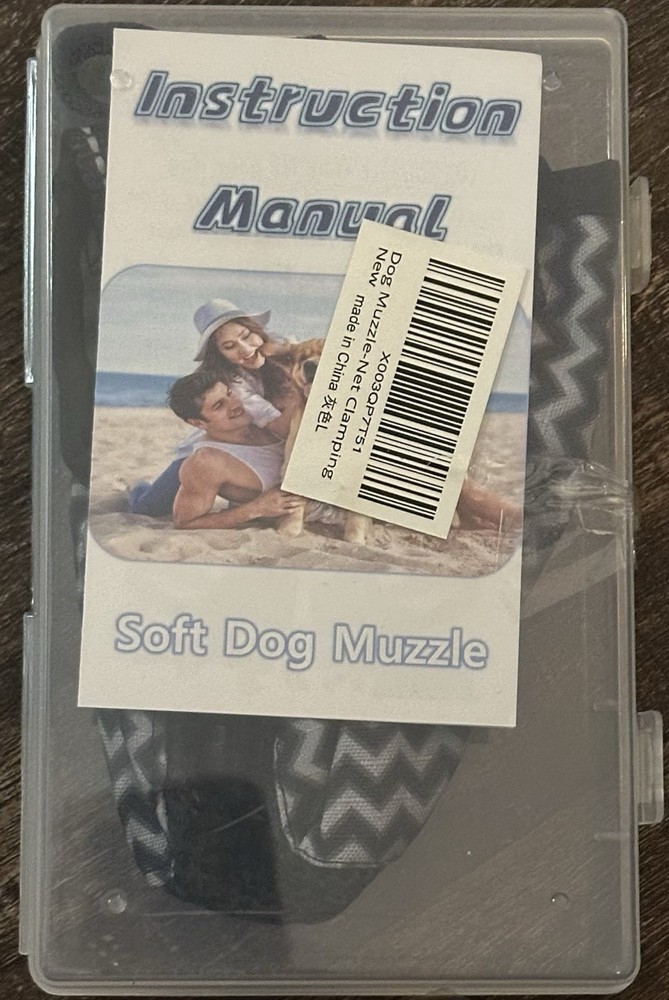 Instruction
Manual
X003QP7T51
Dog Muzzle-Net Clamping
New made in China 灰色L
Soft Dog Muzzle